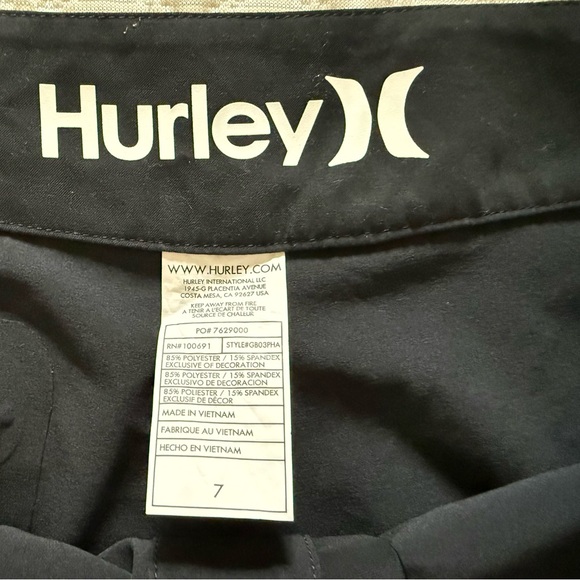 Hurley
WWW.HURLEY.COM
HURLEY INTERNATIONAL LLC
1945-G PLACENTIA AVENUE
COSTA MESA, CA 92627 USA
KEEP AWAY FROM FIRE
A TENIR A L'ECART DE TOUTE
SOURCE DE CHALEUR
PO# 7629000
RN#100691 STYLE#GB03PHA
85% POLYESTER / 15% SPANDEX
EXCLUSIVE OF DECORATION
85% POLYESTER / 15% SPANDEX
EXCLUSIVO DE DECORACION
85% POLIESTER / 15% SPANDEX
EXCLUSIF DE DÉCOR
MADE IN VIETNAM
FABRIQUE AU VIETNAM
HECHO EN VIETNAM
7